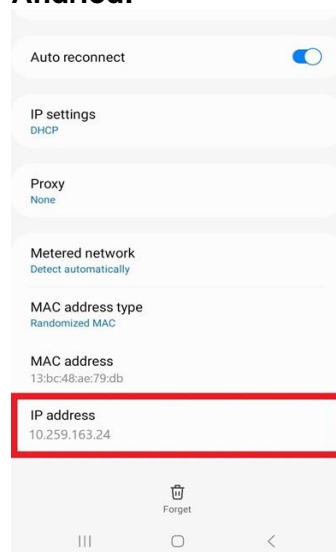 Auto reconnect
IP settings
DHCP
Proxy
None
Metered network
Detect automatically
MAC address type
Randomized MAC
MAC address
13:bc:48:ae:79:db
IP address
10.259.163.24
Forget